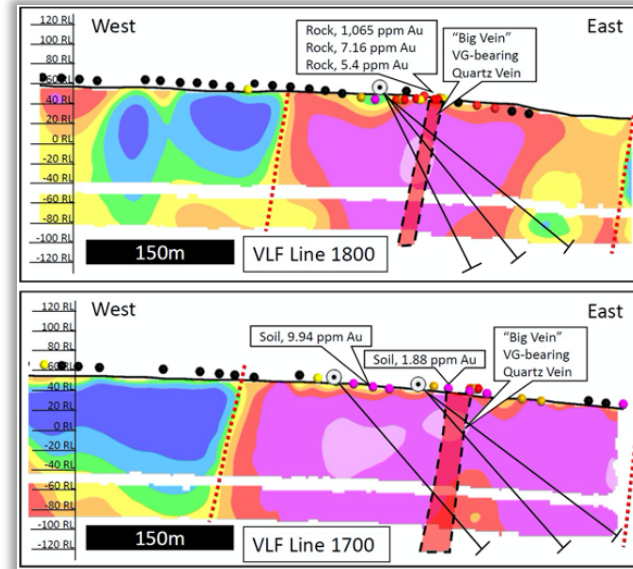 West
East
120 RL
100 RL
80 RL
60 RL
40 RL
20 RL
0 RL
-20 RL
-40 RL
-60 RL
-80 RL
-100 RL
-120 RL
Rock, 1,065 ppm Au
Rock, 7.16 ppm Au
Rock, 5.4 ppm Au
“Big Vein”
VG-bearing
Quartz Vein
150m
VLF Line 1800
West
East
120 RL
100 RL
80 RL
60 RL
40 RL
20 RL
0 RL
-20 RL
-40 RL
-60 RL
-80 RL
-100 RL
-120 RL
Soil, 9.94 ppm Au
Soil, 1.88 ppm Au
“Big Vein”
VG-bearing
Quartz Vein
150m
VLF Line 1700